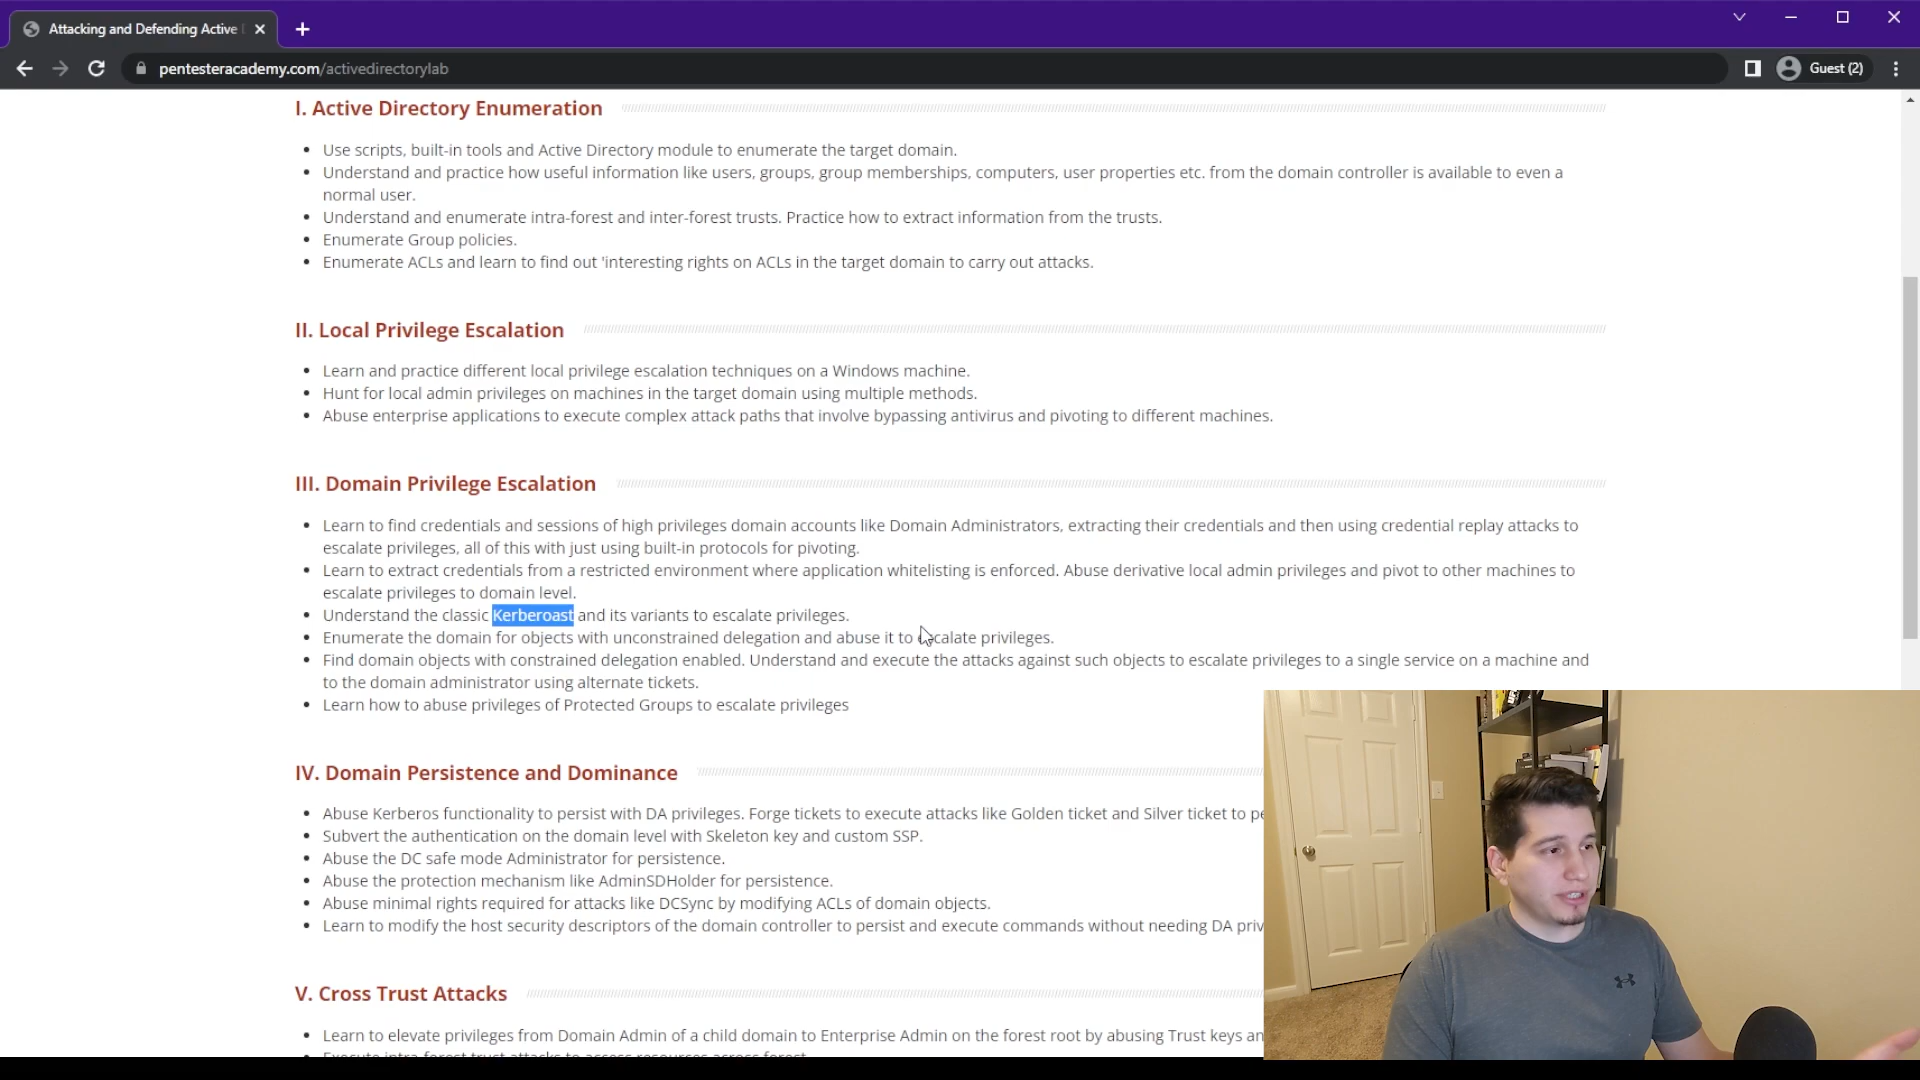 Attacking and Defending Active
pentesteracademy.com/activedirectorylab
Guest (2)
I. Active Directory Enumeration
Use scripts, built-in tools and Active Directory module to enumerate the target domain.
Understand and practice how useful information like users, groups, group memberships, computers, user properties etc. from the domain controller is available to even a
normal user.
Understand and enumerate intra-forest and inter-forest trusts. Practice how to extract information from the trusts.
Enumerate Group policies.
Enumerate ACLs and learn to find out 'interesting rights on ACLs in the target domain to carry out attacks.
II. Local Privilege Escalation
Learn and practice different local privilege escalation techniques on a Windows machine.
Hunt for local admin privileges on machines in the target domain using multiple methods.
Abuse enterprise applications to execute complex attack paths that involve bypassing antivirus and pivoting to different machines.
III. Domain Privilege Escalation
Learn to find credentials and sessions of high privileges domain accounts like Domain Administrators, extracting their credentials and then using credential replay attacks to
escalate privileges, all of this with just using built-in protocols for pivoting.
Learn to extract credentials from a restricted environment where application whitelisting is enforced. Abuse derivative local admin privileges and pivot to other machines to
escalate privileges to domain level.
Understand the classic Kerberoast and its variants to escalate privileges.
Enumerate the domain for objects with unconstrained delegation and abuse it to escalate privileges.
Find domain objects with constrained delegation enabled. Understand and execute the attacks against such objects to escalate privileges to a single service on a machine and
to the domain administrator using alternate tickets.
Learn how to abuse privileges of Protected Groups to escalate privileges
IV. Domain Persistence and Dominance
Abuse Kerberos functionality to persist with DA privileges. Forge tickets to execute attacks like Golden ticket and Silver ticket to pe
Subvert the authentication on the domain level with Skeleton key and custom SSP.
Abuse the DC safe mode Administrator for persistence.
Abuse the protection mechanism like AdminSDHolder for persistence.
Abuse minimal rights required for attacks like DCSync by modifying ACLs of domain objects.
Learn to modify the host security descriptors of the domain controller to persist and execute commands without needing DA priv
V. Cross Trust Attacks
Learn to elevate privileges from Domain Admin of a child domain to Enterprise Admin on the forest root by abusing Trust keys an
Execute intra-forest trust attacks to access resources across forest.